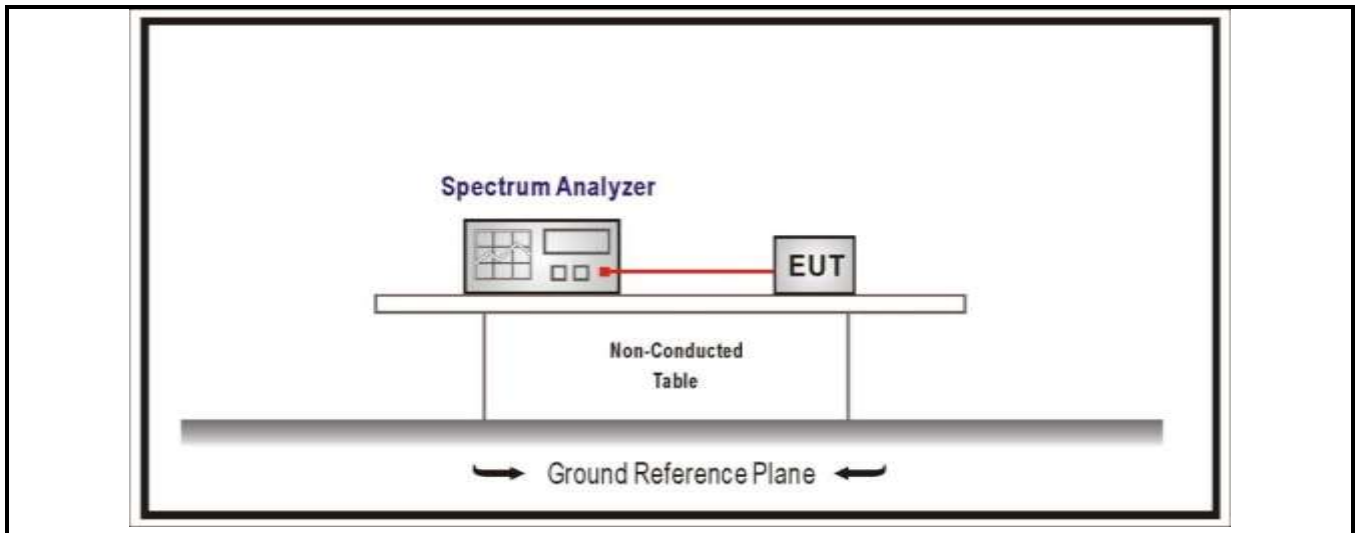 Spectrum Analyzer
EUT
Non-Conducted
Table
Ground Reference Plane